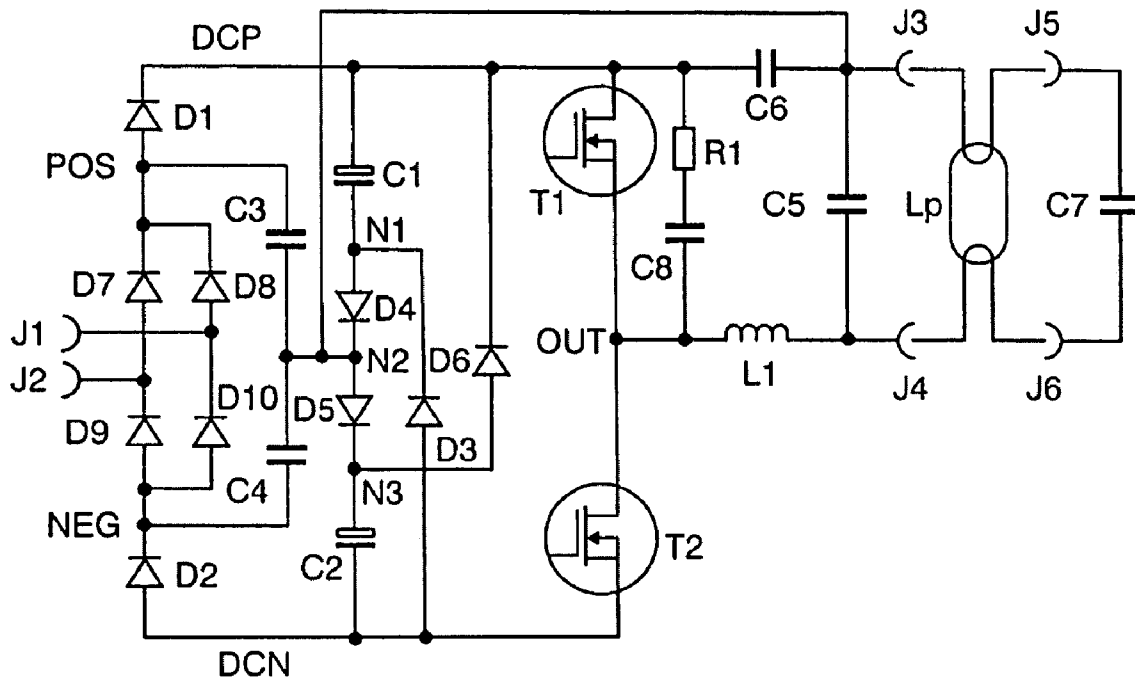 DCP
J3
J5
D1
C6
POS
C1
R1
T1
C3
N1
C5
Lp
C7
C8
D7
D8
D4
J1
OUT
N2
D6
L1
J2
J4
J6
D10
D5
D9
D3
C4
N3
NEG
T2
C2
D2
DCN